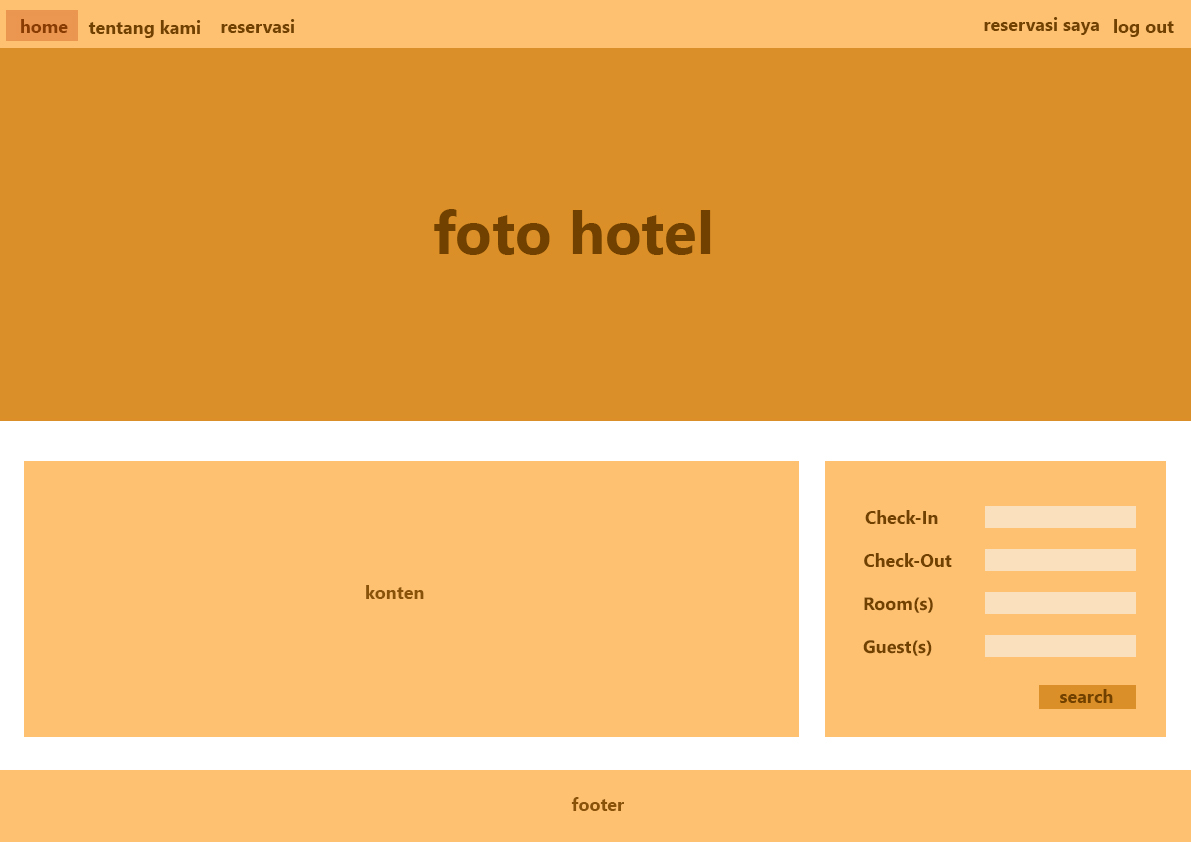 home tentang kami reservasi reservasi saya log out
foto hotel
konten
Check-In
Check-Out
Room(s)
Guest(s)
search
footer